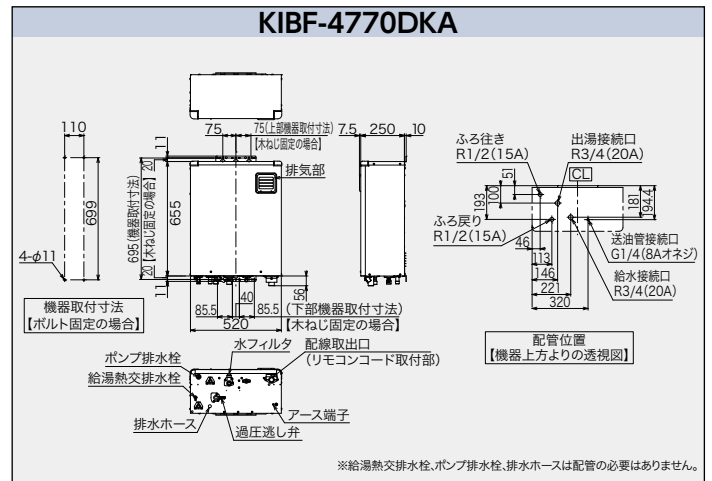 KIBF-4770DKA
110
75
75(上部機器取付寸法)
【木ねじ固定の場合】
7.5
250
10
11
20
排気部
699
695(機器取付寸法)
【木ねじ固定の場合】
655
20
11
4-φ11
機器取付寸法
【ボルト固定の場合】
85.5
40
85.5
56
(下部機器取付寸法)
【木ねじ固定の場合】
520
ふろ往き
R1/2(15A)
出湯接続口
R3/4(20A)
CL
51
100
193
181
94.4
ふろ戻り
R1/2(15A)
46
113
146
221
320
送油管接続口
G1/4(8Aオネジ)
給水接続口
R3/4(20A)
配管位置
【機器上方よりの透視図】
水フィルタ
配線取出口
(リモコンコード取付部)
ポンプ排水栓
給湯熱交排水栓
排水ホース
過圧逃し弁
アース端子
※給湯熱交排水栓、ポンプ排水栓、排水ホースは配管の必要はありません。